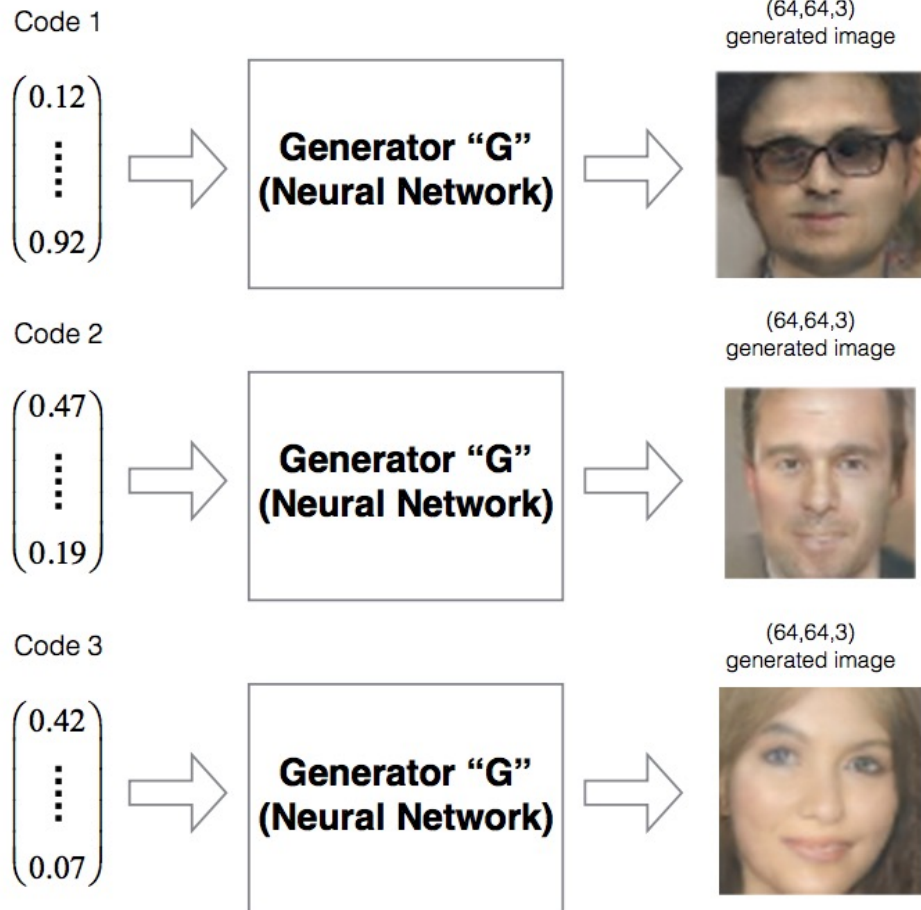 Code 1
(64,64,3)
generated image
0.12
0.92
Generator “G”
(Neural Network)
Code 2
(64,64,3)
generated image
0.47
0.19
Generator “G”
(Neural Network)
Code 3
(64,64,3)
generated image
0.42
0.07
Generator “G”
(Neural Network)